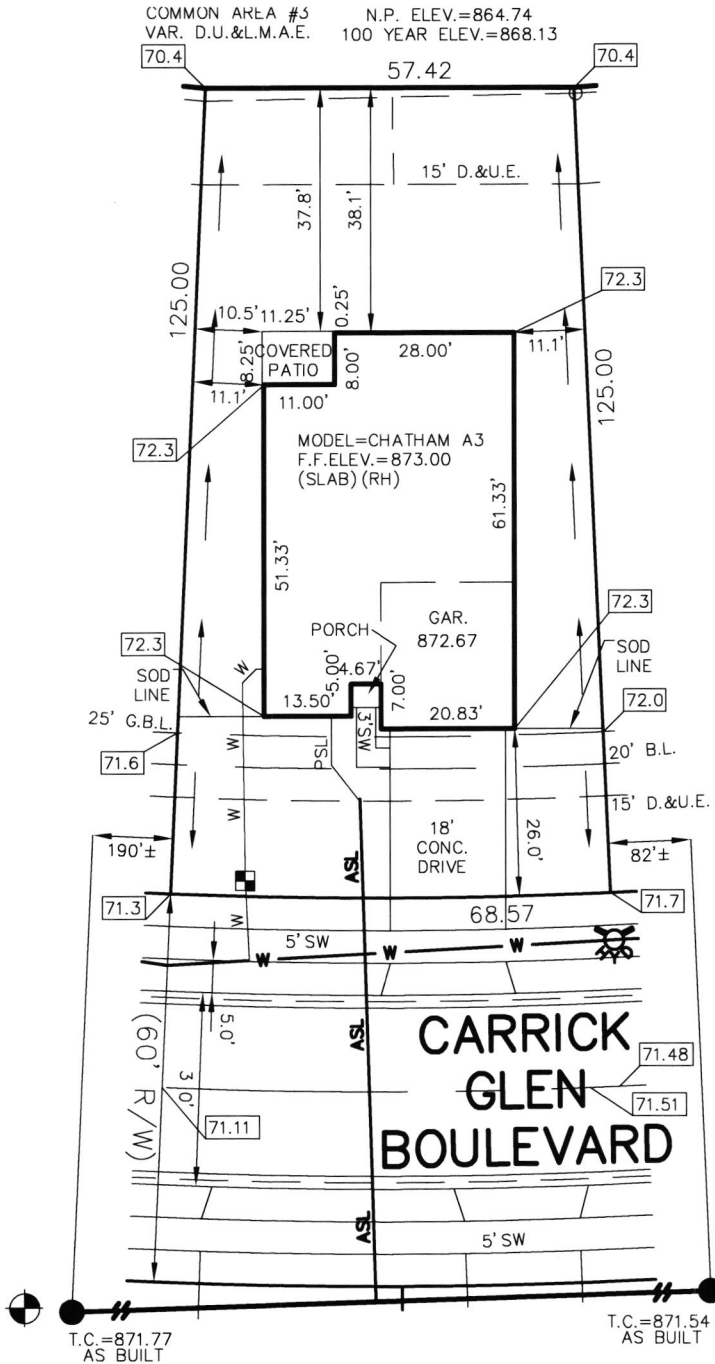 COMMON AREA #3
VAR. D.U.&L.M.A.E.
N.P. ELEV.=864.74
100 YEAR ELEV.=868.13
70.4
57.42
70.4
15' D.&U.E.
37.8'
38.1'
125.00
72.3
10.5'
11.25'
0.25'
28.00'
11.1'
8.25'
COVERED
PATIO
8.00'
125.00
11.1'
11.00'
72.3
MODEL=CHATHAM A3
F.F.ELEV.=873.00
(SLAB) (RH)
61.33'
51.33'
GAR.
872.67
72.3
PORCH
72.3
SOD
LINE
W
5.00'
4.67'
7.00'
SOD
LINE
13.50'
20.83'
72.0
25' G.B.L.
W
PSL
3'SW
20' B.L.
71.6
15' D.&U.E.
W
18'
CONC.
DRIVE
26.0'
190'±
82'±
ASL
71.3
71.7
W
68.57
5' SW
W
W
W
5.0'
(60' R/W)
3 .0'
ASL
CARRICK
GLEN
BOULEVARD
71.48
71.51
71.11
ASL
5' SW
T.C.=871.77
AS BUILT
T.C.=871.54
AS BUILT